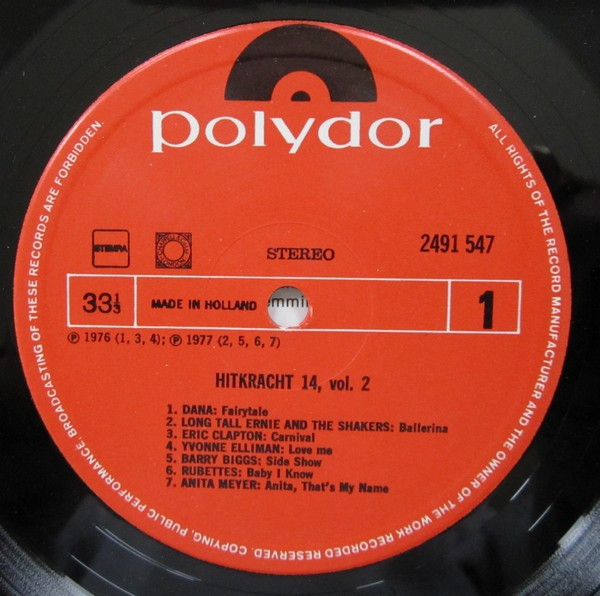 polydor
STEMRA
STEREO
2491 547
33⅓
MADE IN HOLLAND
1
℗ 1976 (1, 3, 4); ℗ 1977 (2, 5, 6, 7)
HITKRACHT 14, vol. 2
1. DANA: Fairytale
2. LONG TALL ERNIE AND THE SHAKERS: Ballerina
3. ERIC CLAPTON: Carnival
4. YVONNE ELLIMAN: Love me
5. BARRY BIGGS: Side Show
6. RUBETTES: Baby I Know
7. ANITA MEYER: Anita, That's My Name
ALL RIGHTS OF THE RECORD MANUFACTURER AND THE OWNER OF THE WORK RECORDED RESERVED. COPYING, PUBLIC PERFORMANCE, BROADCASTING OF THESE RECORDS ARE FORBIDDEN.